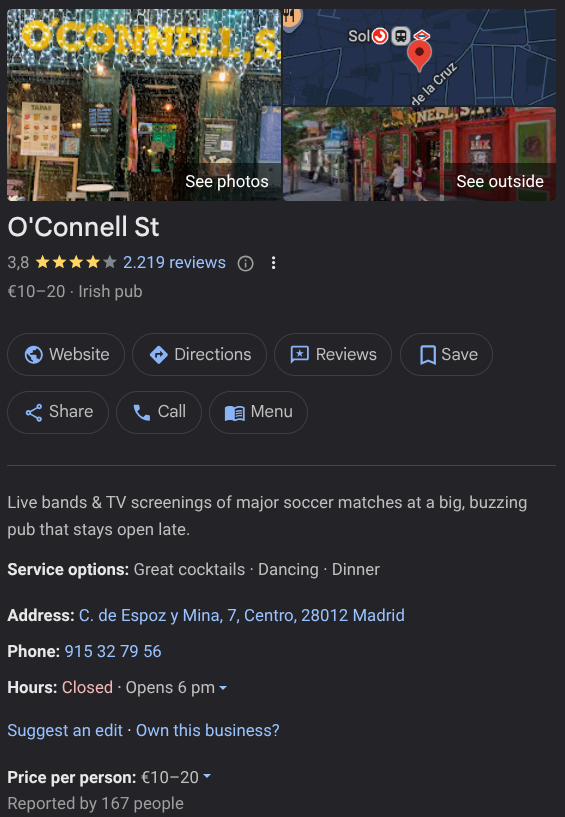 O'CONNELL, S.
TAPAS
See photos
Sol
de la Cruz
See outside
O'Connell St
3,8 2.219 reviews
€10–20 · Irish pub
Website Directions Reviews Save
Share Call Menu
Live bands & TV screenings of major soccer matches at a big, buzzing
pub that stays open late.
Service options: Great cocktails · Dancing · Dinner
Address: C. de Espoz y Mina, 7, Centro, 28012 Madrid
Phone: 915 32 79 56
Hours: Closed · Opens 6 pm
Suggest an edit · Own this business?
Price per person: €10–20
Reported by 167 people